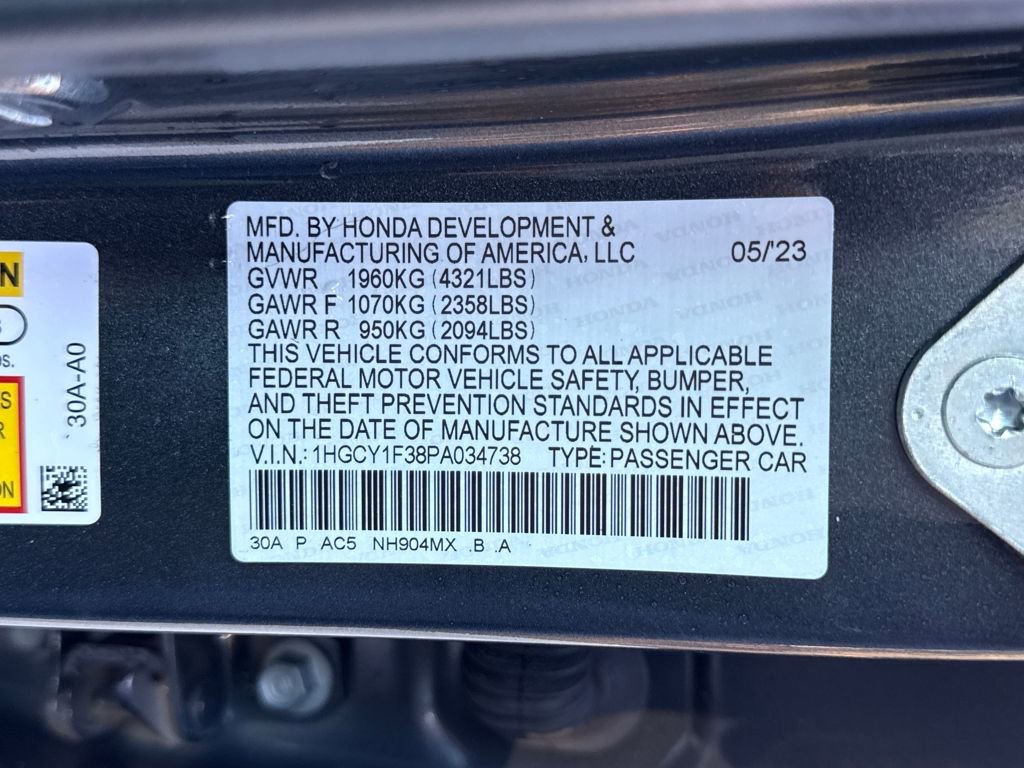 MFD. BY HONDA DEVELOPMENT &
MANUFACTURING OF AMERICA, LLC 05/'23
GVWR 1960KG (4321LBS)
GAWR F 1070KG (2358LBS)
GAWR R 950KG (2094LBS)
THIS VEHICLE CONFORMS TO ALL APPLICABLE
FEDERAL MOTOR VEHICLE SAFETY, BUMPER,
AND THEFT PREVENTION STANDARDS IN EFFECT
ON THE DATE OF MANUFACTURE SHOWN ABOVE.
V.I.N.: 1HGCY1F38PA034738 TYPE: PASSENGER CAR
30A P AC5 NH904MX .B .A
30A-A0